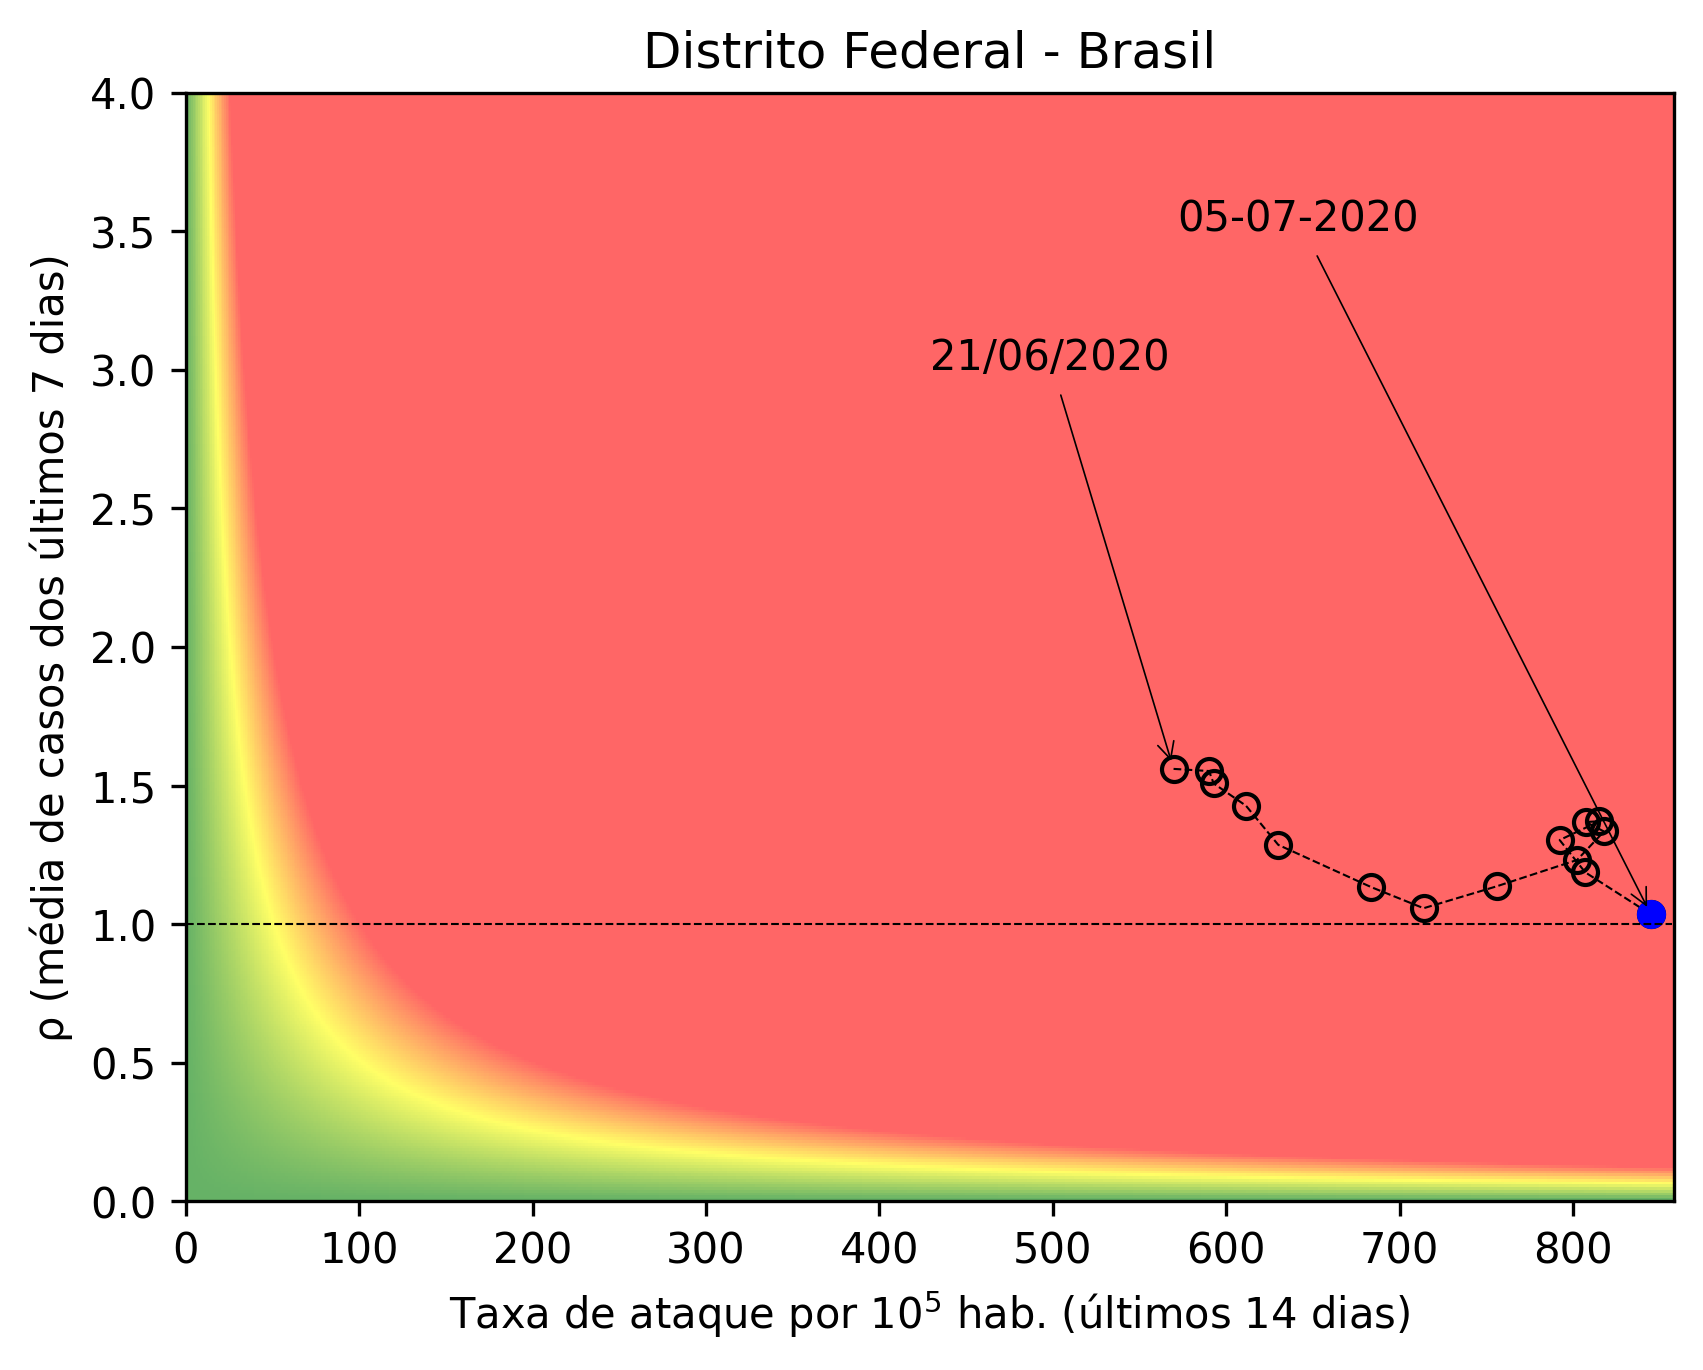 Distrito Federal - Brasil
4.0
3.5
3.0
2.5
2.0
1.5
1.0
0.5
0.0
ρ (média de casos dos últimos 7 dias)
05-07-2020
21/06/2020
0 100 200 300 400 500 600 700 800
Taxa de ataque por 10⁵ hab. (últimos 14 dias)